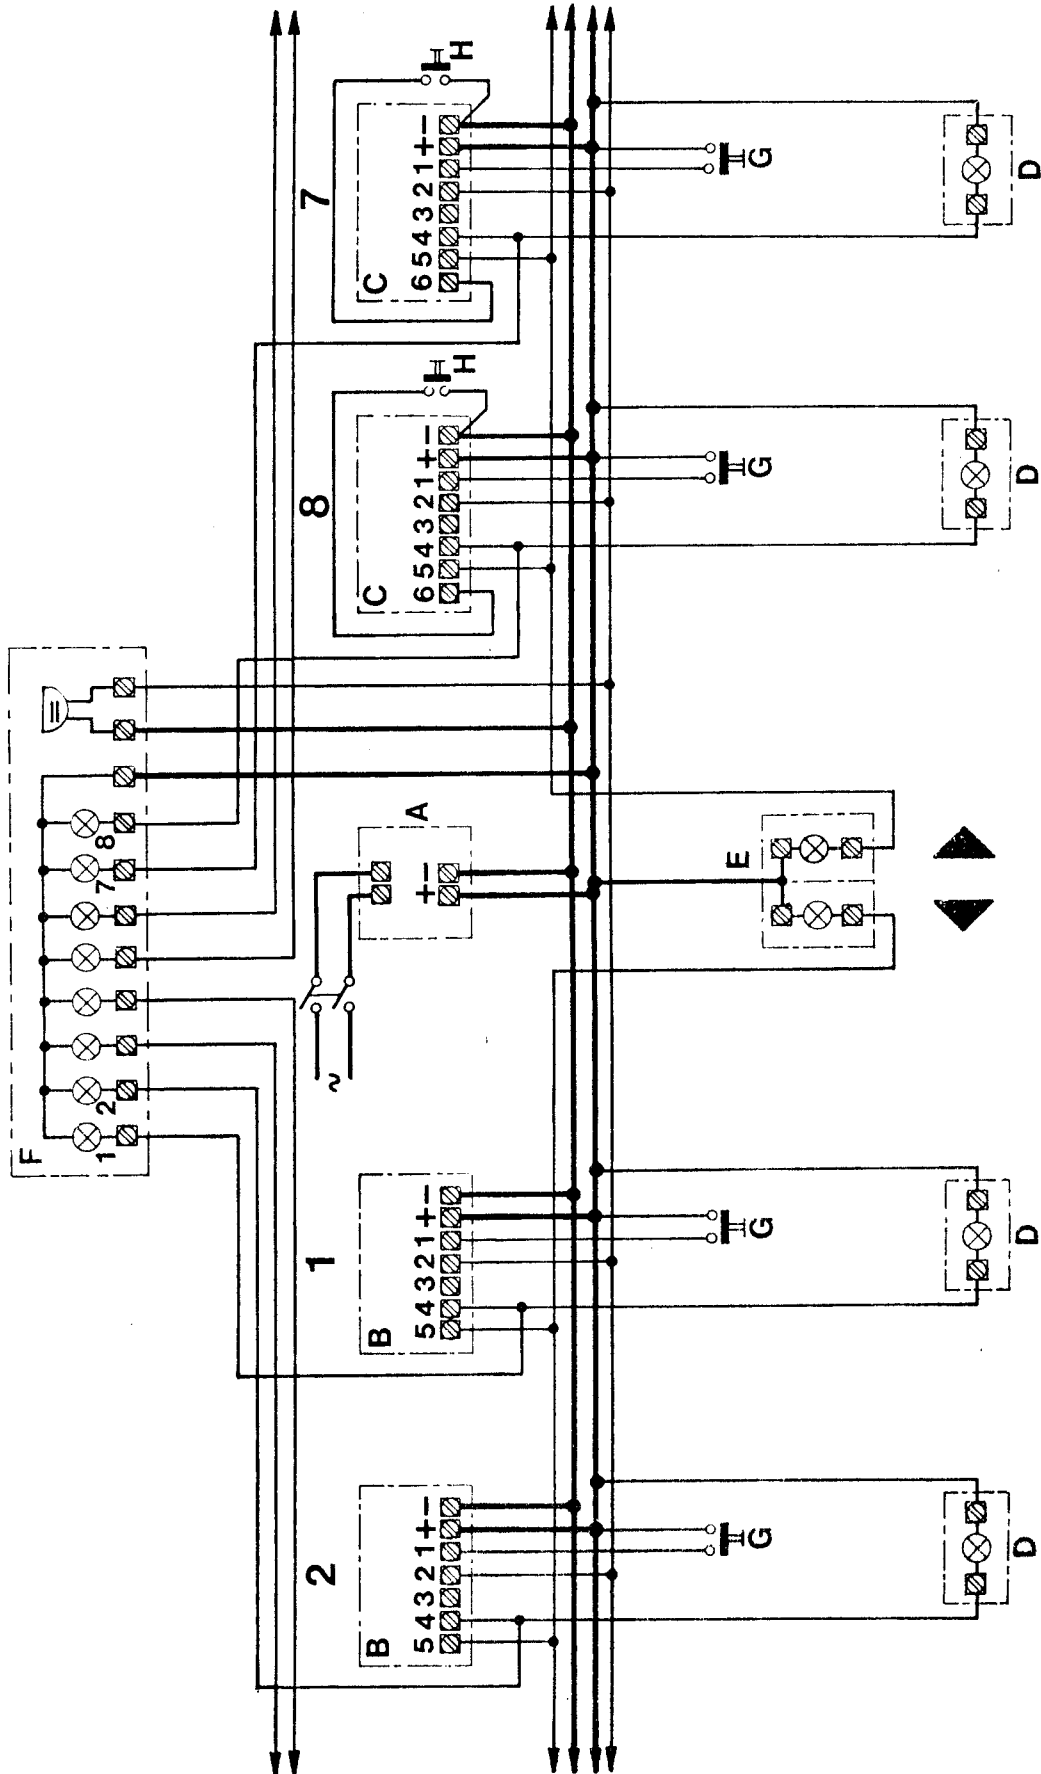 F
1 2 7 8
2 1 8 7
~
B B C C
A
5 4 3 2 1 + −
5 4 3 2 1 + −
+ −
6 5 4 3 2 1 + −
6 5 4 3 2 1 + −
H H
E
G G G G
D D D D